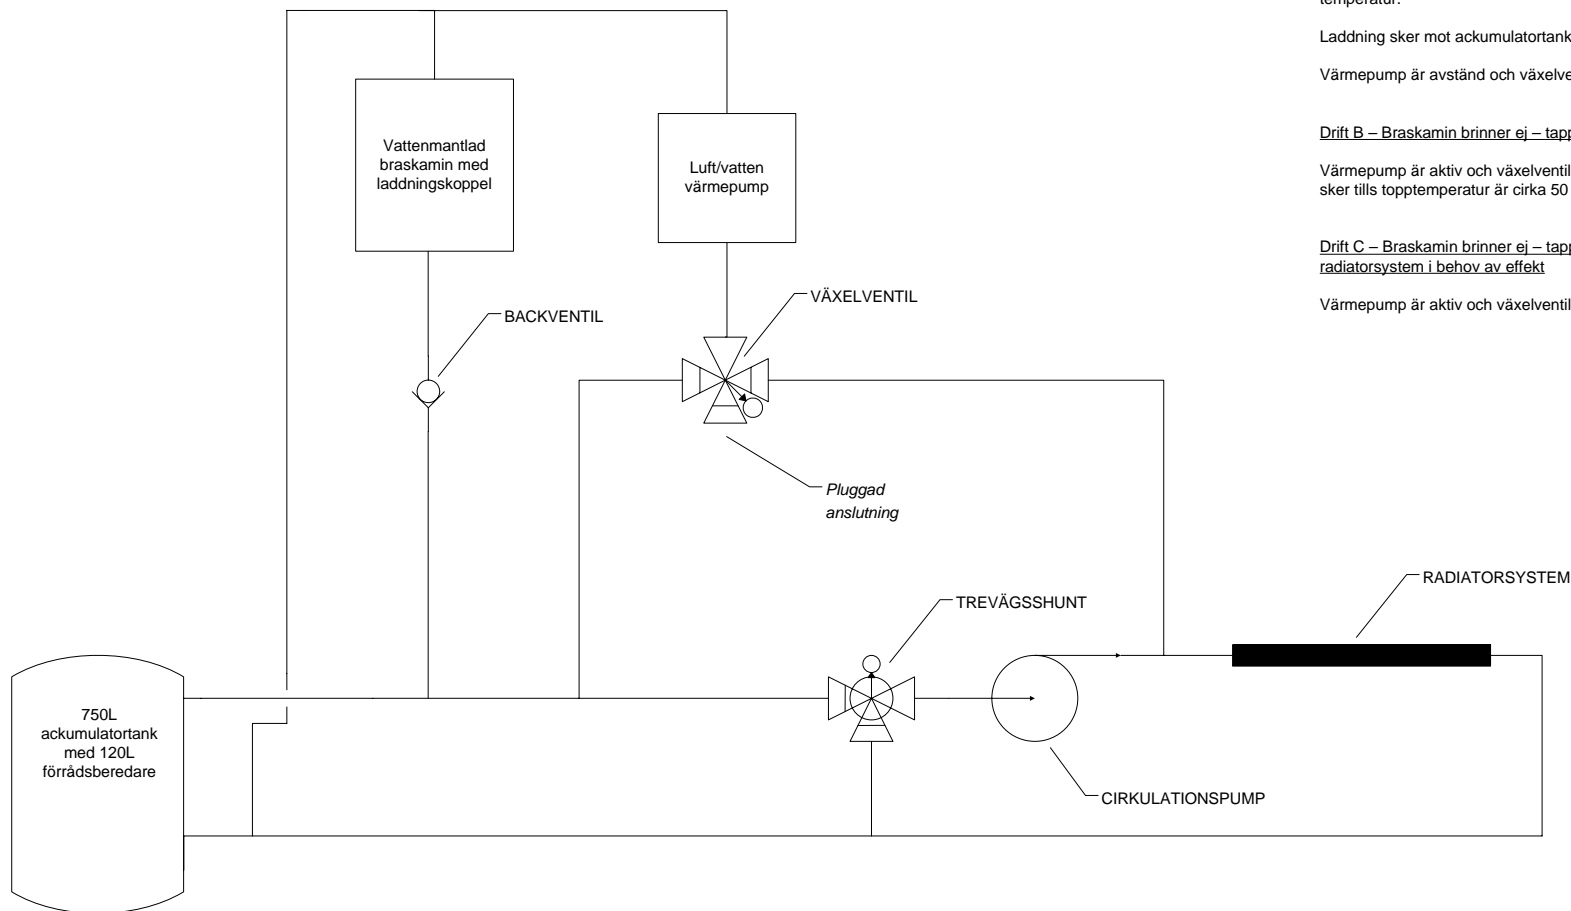 temperatur.
Laddning sker mot ackumulatortank
Värmepump är avständ och växelve
Drift B – Braskamin brinner ej – tapp
Värmepump är aktiv och växelventil
sker tills topptemperatur är cirka 50
Drift C – Braskamin brinner ej – tapp
radiatorsystem i behov av effekt
Värmepump är aktiv och växelventil
Vattenmantlad
braskamin med
laddningskoppel
Luft/vatten
värmepump
VÄXELVENTIL
BACKVENTIL
Pluggad
anslutning
RADIATORSYSTEM
TREVÄGSSHUNT
750L
ackumulatortank
med 120L
förrådsberedare
CIRKULATIONSPUMP